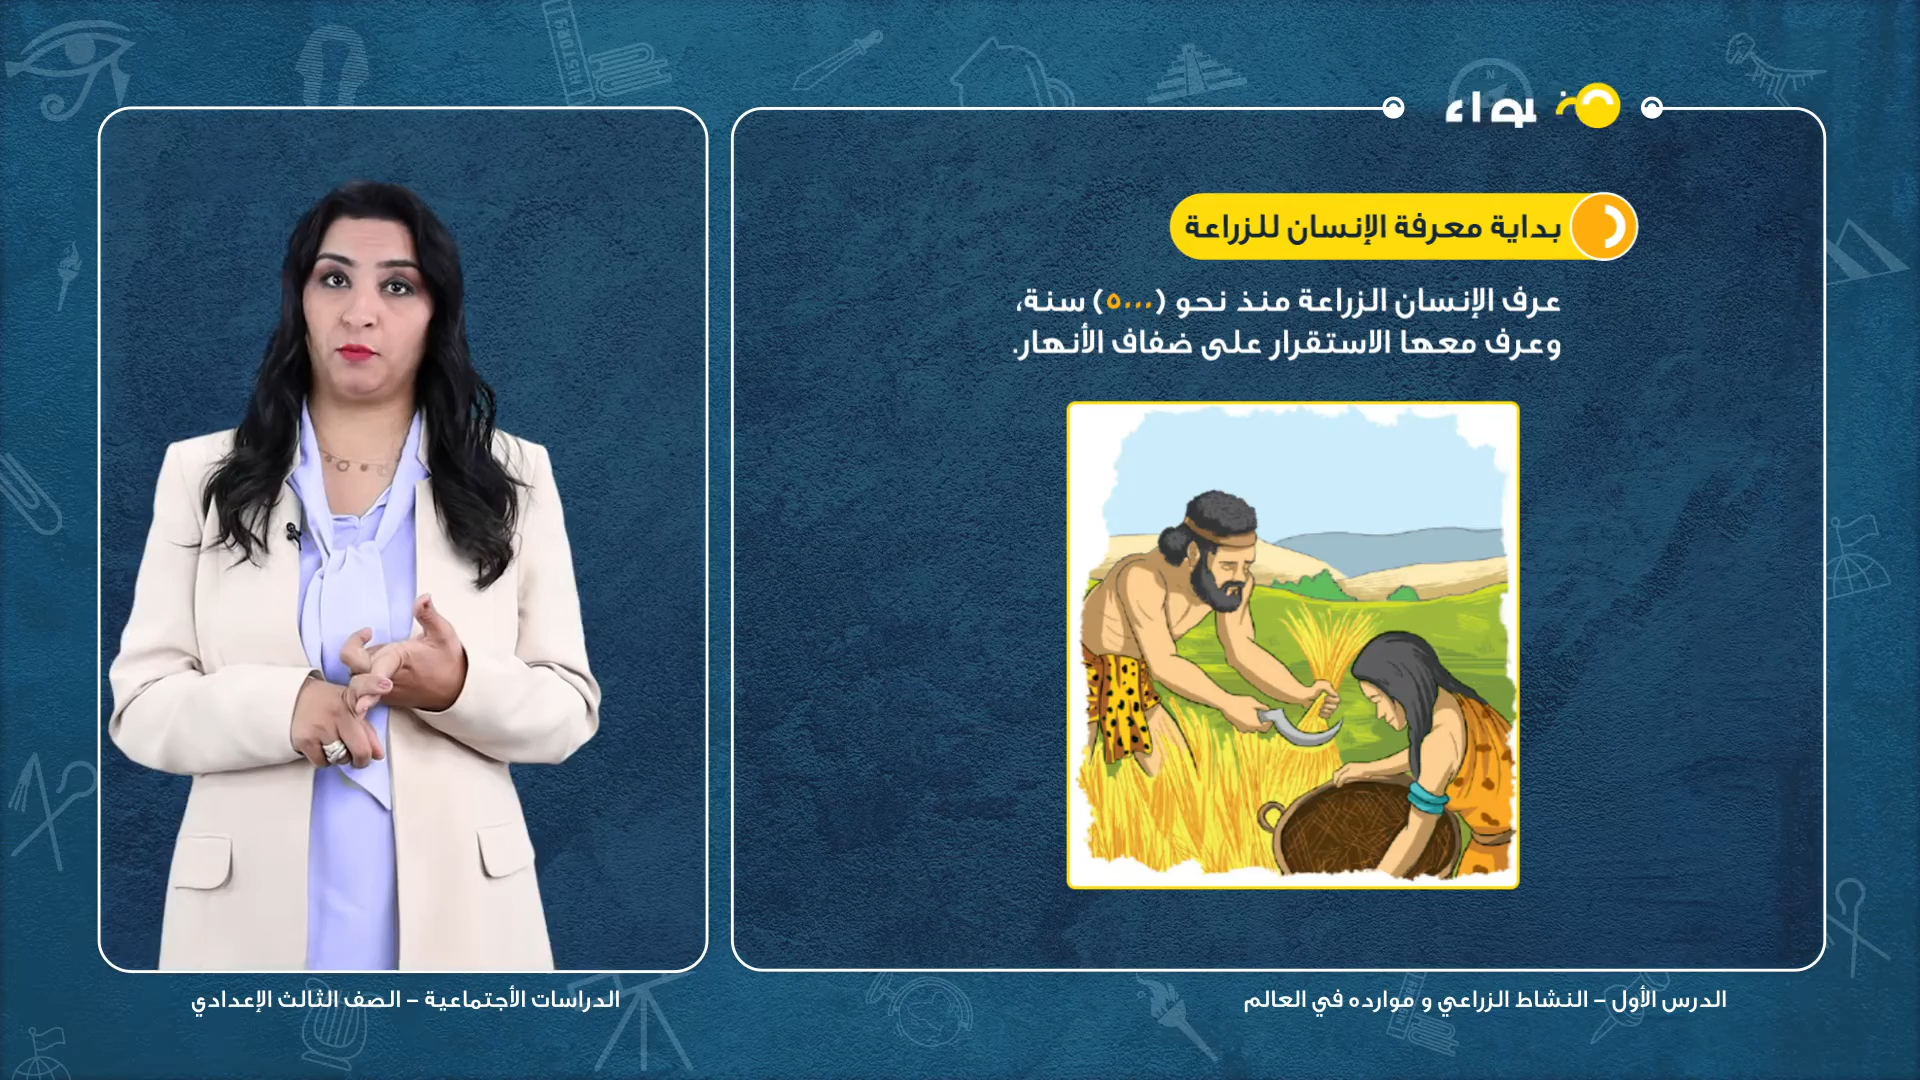 بداية معرفة الإنسان للزراعة
عرف الإنسان الزراعة منذ نحو (٥٠٠٠) سنة،
وعرف معها الاستقرار على ضفاف الأنهار.
الدرس الأول – النشاط الزراعي و موارده في العالم
الدراسات الأجتماعية – الصف الثالث الإعدادي